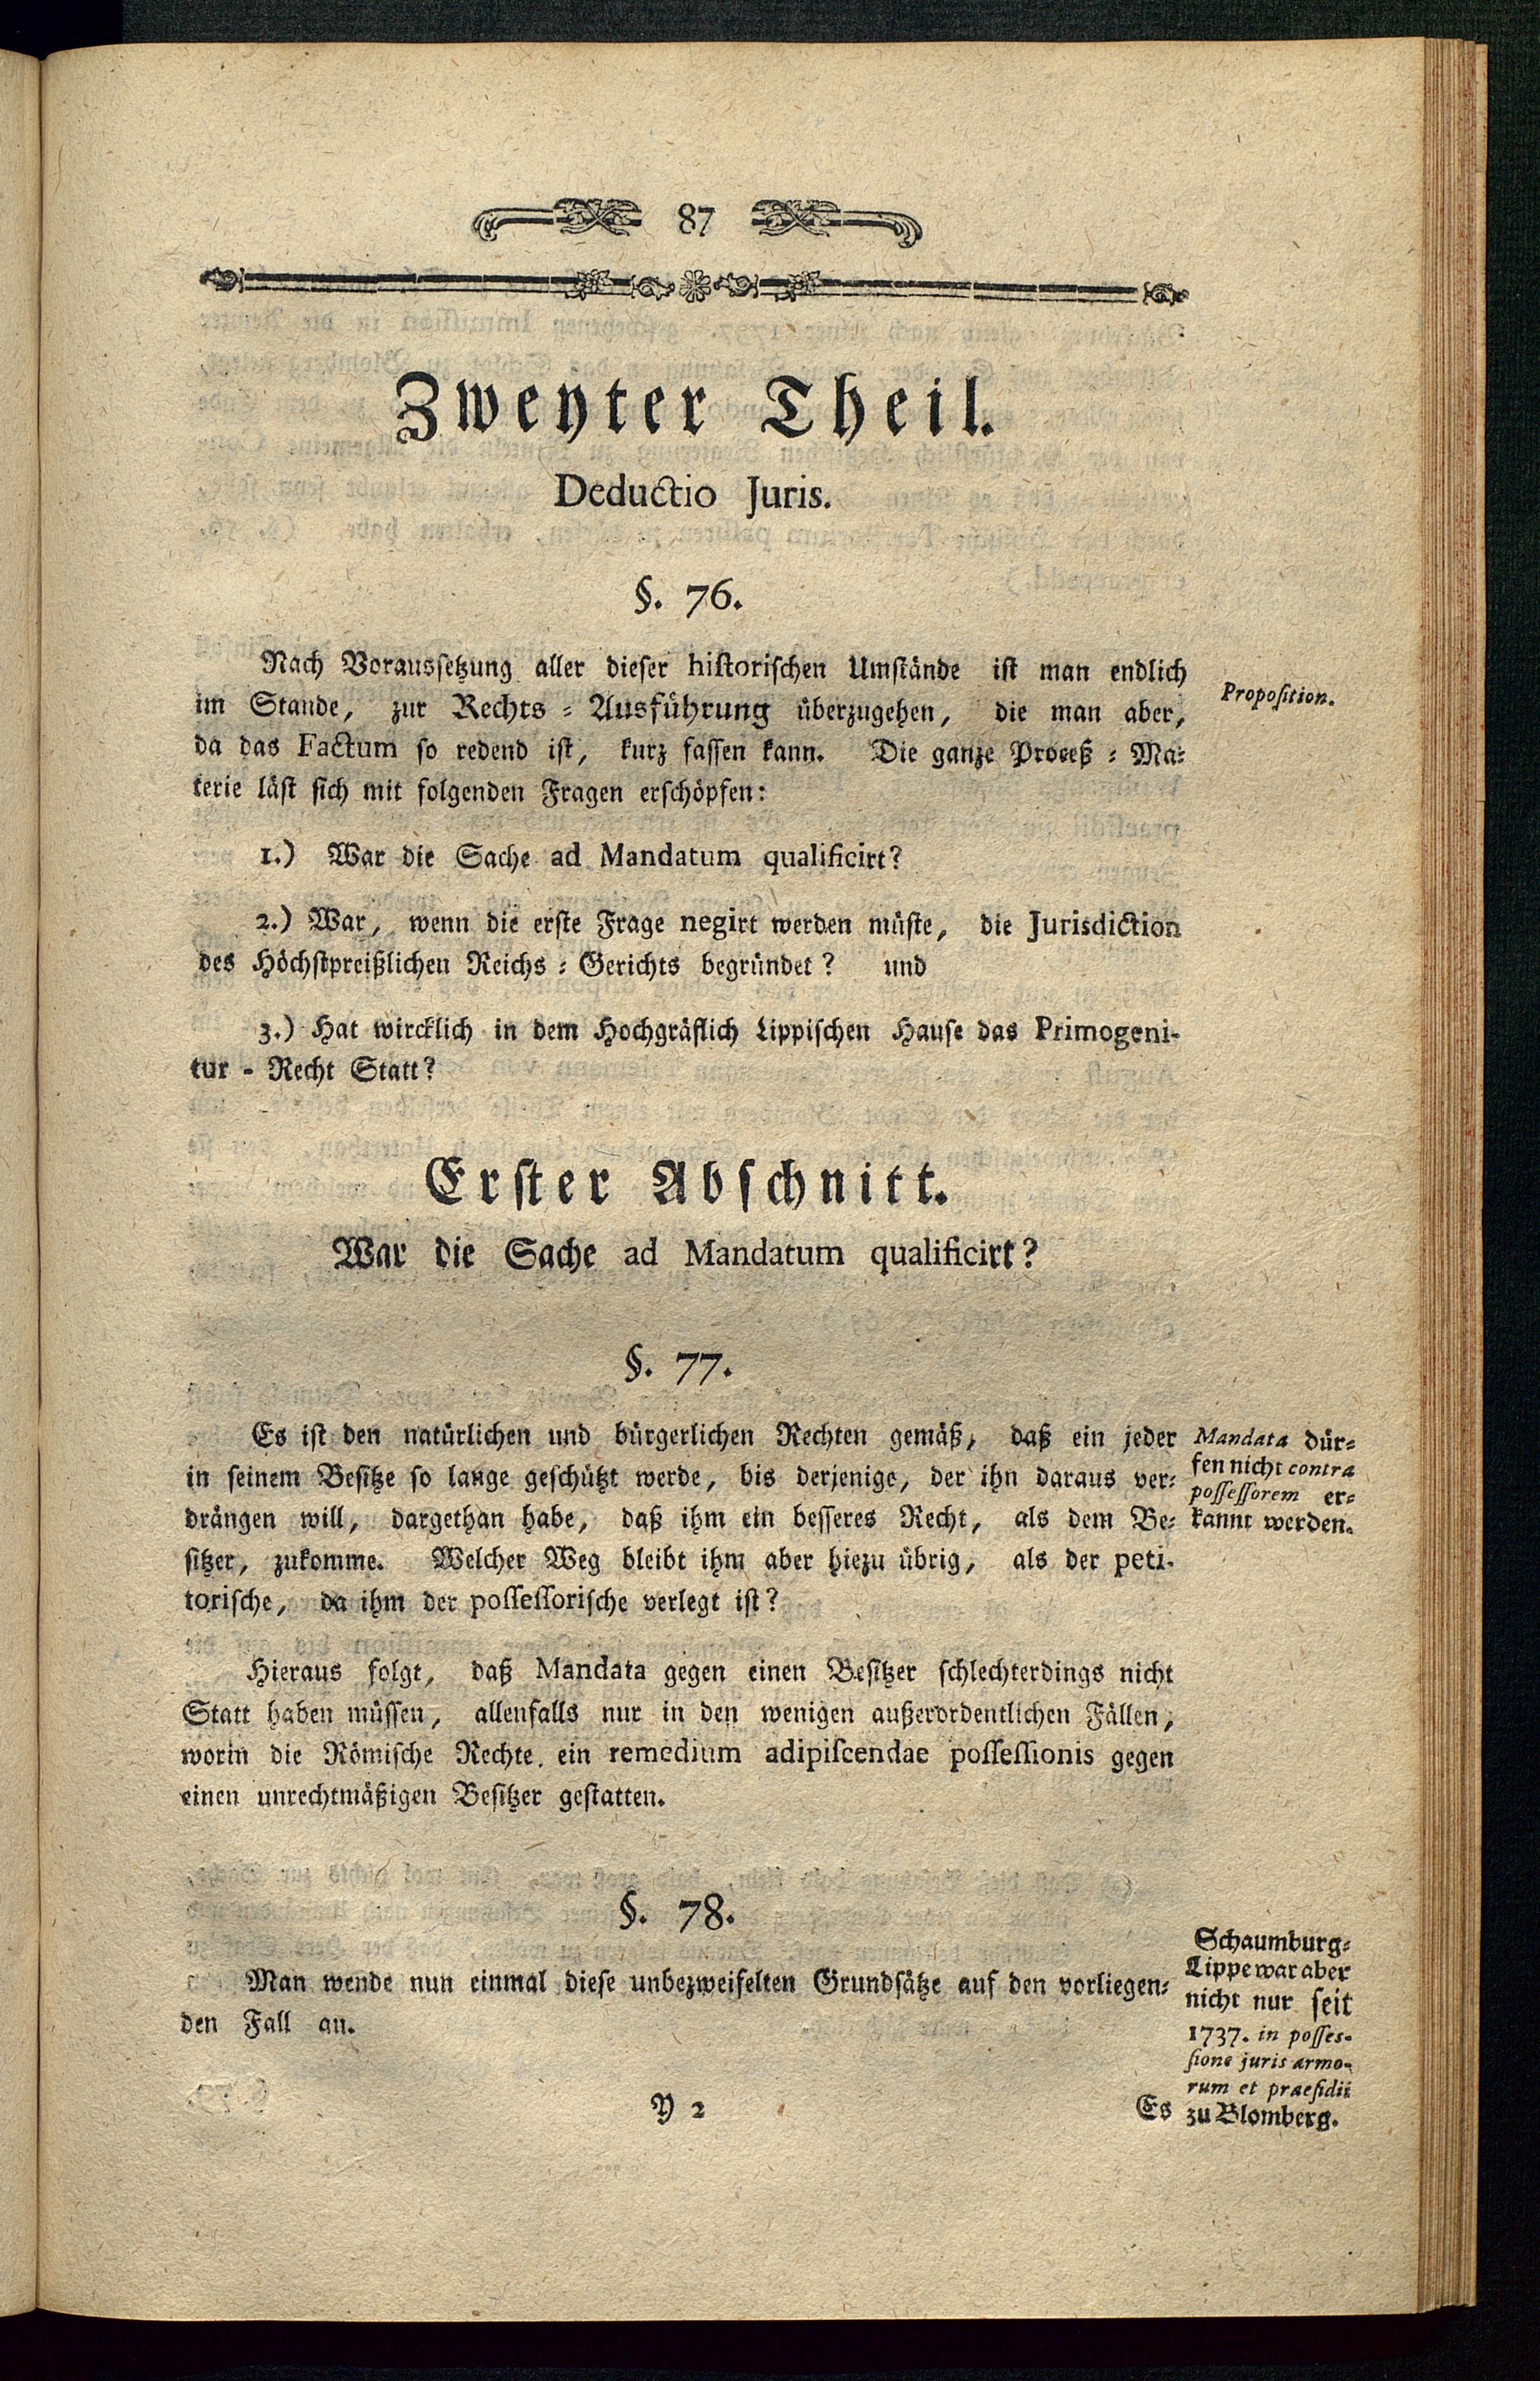 87
Zweyter Theil.
Deductio Juris.
§. 76.
Nach Voraussetzung aller dieser historischen Umstände ist man endlich
im Stande, zur Rechts = Ausführung überzugehen, die man aber,
da das Factum so redend ist, kurz fassen kann. Die ganze Proceß = Ma=
terie läst sich mit folgenden Fragen erschöpfen:
Proposition.
1.) War die Sache ad Mandatum qualificirt?
2.) War, wenn die erste Frage negirt werden müste, die Jurisdiction
des Höchstpreißlichen Reichs = Gerichts begründet? und
3.) Hat wircklich in dem Hochgräflich Lippischen Hause das Primogeni-
tur - Recht Statt?
Erster Abschnitt.
War die Sache ad Mandatum qualificirt?
§. 77.
Es ist den natürlichen und bürgerlichen Rechten gemäß, daß ein jeder
in seinem Besitze so lange geschützt werde, bis derjenige, der ihn daraus ver=
drängen will, dargethan habe, daß ihm ein besseres Recht, als dem Be=
sitzer, zukomme. Welcher Weg bleibt ihm aber hiezu übrig, als der peti-
torische, da ihm der possessorische verlegt ist?
Mandata dür=
fen nicht contra
possessorem er=
kannt werden.
Hieraus folgt, daß Mandata gegen einen Besitzer schlechterdings nicht
Statt haben müssen, allenfalls nur in den wenigen außerordentlichen Fällen,
worin die Römische Rechte ein remedium adipiscendae possessionis gegen
einen unrechtmäßigen Besitzer gestatten.
§. 78.
Man wende nun einmal diese unbezweifelten Grundsätze auf den vorliegen=
den Fall an.
Schaumburg=
Lippe war aber
nicht nur seit
1737. in posses-
sione juris armo-
rum et praesidii
zu Blomberg.
Y 2
Es